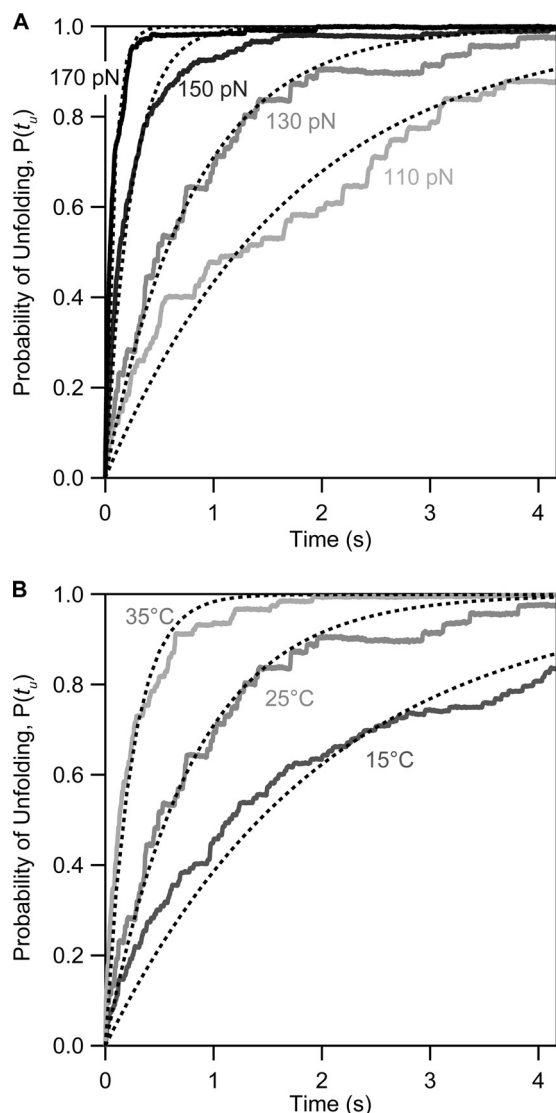 A
Probability of Unfolding, P(tᵤ)
1.0
0.8
0.6
0.4
0.2
0.0
170 pN
150 pN
130 pN
110 pN
0
1
2
3
4
Time (s)
B
Probability of Unfolding, P(tᵤ)
1.0
0.8
0.6
0.4
0.2
0.0
35°C
25°C
15°C
0
1
2
3
4
Time (s)